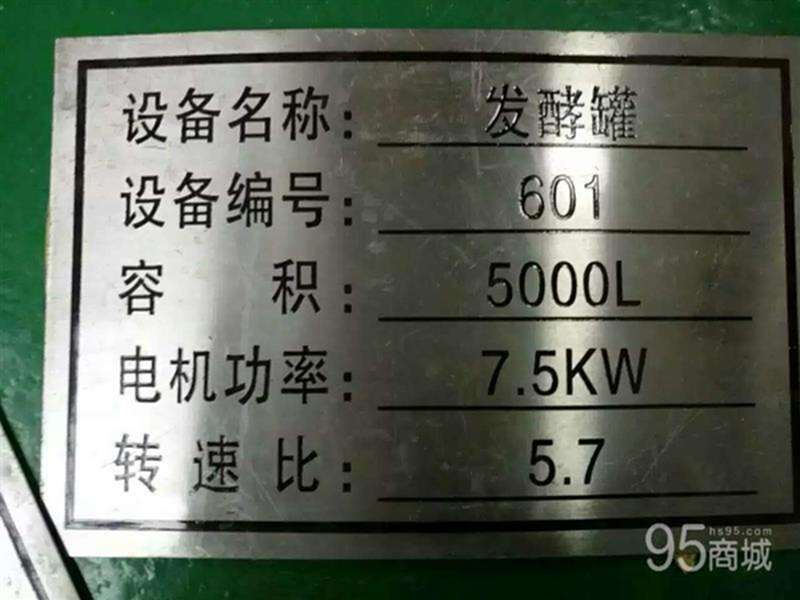 设备名称：发酵罐
设备编号：601
容积：5000L
电机功率：7.5KW
转速比：5.7
95商城
hs95.com